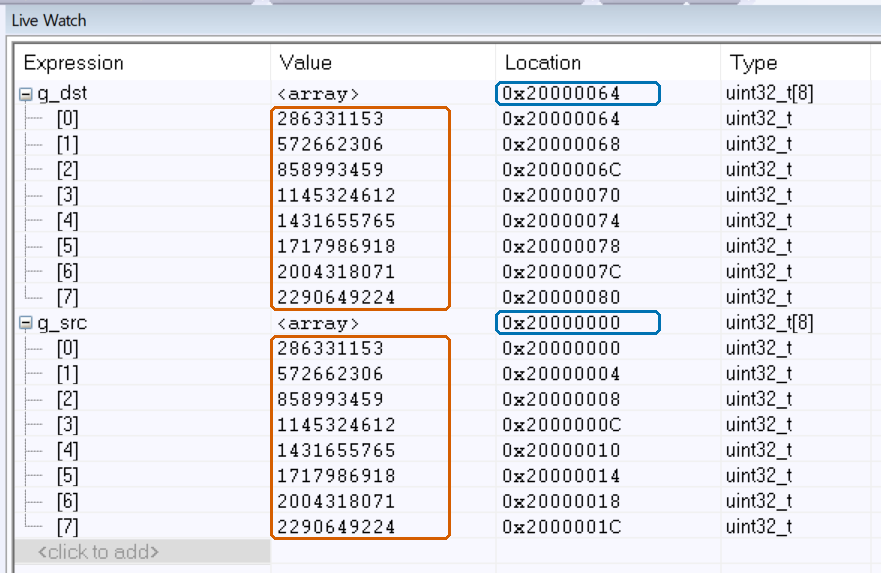 Live Watch
Expression Value Location Type
g_dst <array> 0x20000064 uint32_t[8]
[0] 286331153 0x20000064 uint32_t
[1] 572662306 0x20000068 uint32_t
[2] 858993459 0x2000006C uint32_t
[3] 1145324612 0x20000070 uint32_t
[4] 1431655765 0x20000074 uint32_t
[5] 1717986918 0x20000078 uint32_t
[6] 2004318071 0x2000007C uint32_t
[7] 2290649224 0x20000080 uint32_t
g_src <array> 0x20000000 uint32_t[8]
[0] 286331153 0x20000000 uint32_t
[1] 572662306 0x20000004 uint32_t
[2] 858993459 0x20000008 uint32_t
[3] 1145324612 0x2000000C uint32_t
[4] 1431655765 0x20000010 uint32_t
[5] 1717986918 0x20000014 uint32_t
[6] 2004318071 0x20000018 uint32_t
[7] 2290649224 0x2000001C uint32_t
<click to add>